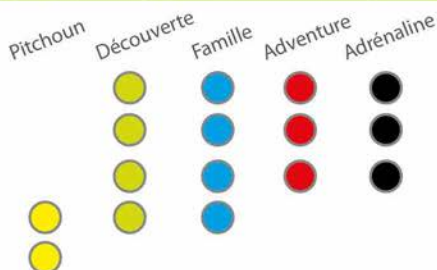 Pitchoun
Découverte
Famille
Adventure
Adrénaline